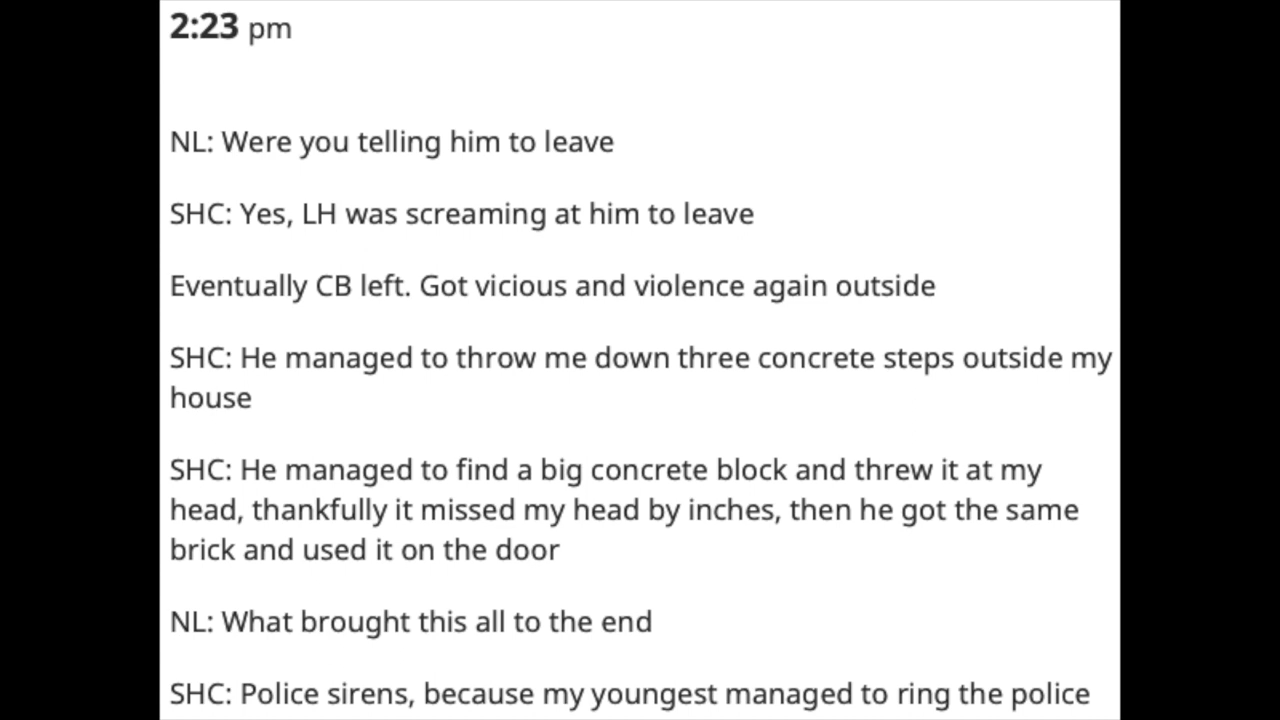 2:23 pm
NL: Were you telling him to leave
SHC: Yes, LH was screaming at him to leave
Eventually CB left. Got vicious and violence again outside
SHC: He managed to throw me down three concrete steps outside my
house
SHC: He managed to find a big concrete block and threw it at my
head, thankfully it missed my head by inches, then he got the same
brick and used it on the door
NL: What brought this all to the end
SHC: Police sirens, because my youngest managed to ring the police